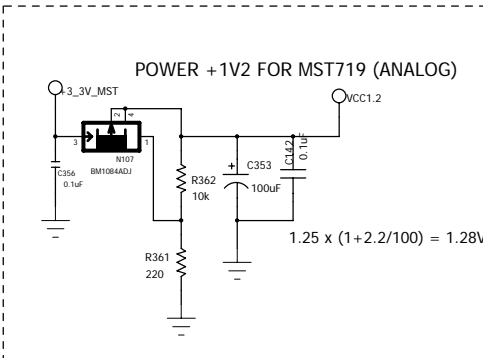 POWER +1V2 FOR MST719 (ANALOG)
+3_3V_MST
VCC1.2
2
4
3
1
N107
BM1084ADJ
C356
0.1uF
R362
10k
C353
+
100uF
C142
0.1uF
1.25 x (1+2.2/100) = 1.28V
R361
220